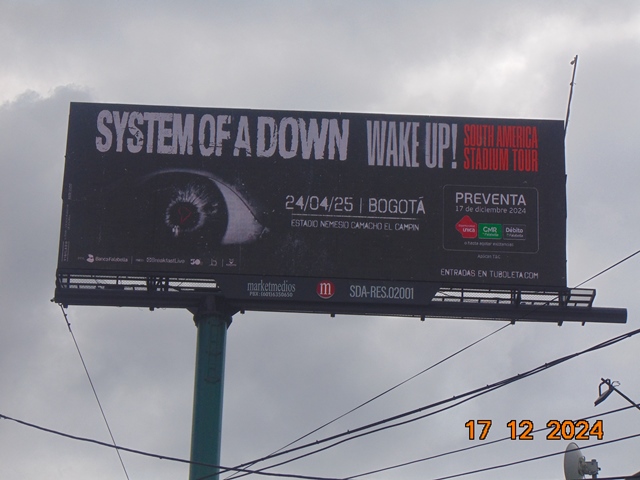 SYSTEM OF A DOWN WAKE UP! SOUTH AMERICA
STADIUM TOUR
24/04/25 | BOGOTÁ
ESTADIO NEMESIO CAMACHO EL CAMPÍN
PREVENTA
17 de diciembre 2024
CMR
Débito
ENTRADAS EN TUBOLETA.COM
marketmedios
m
SDA-RES.02001
17 12 2024